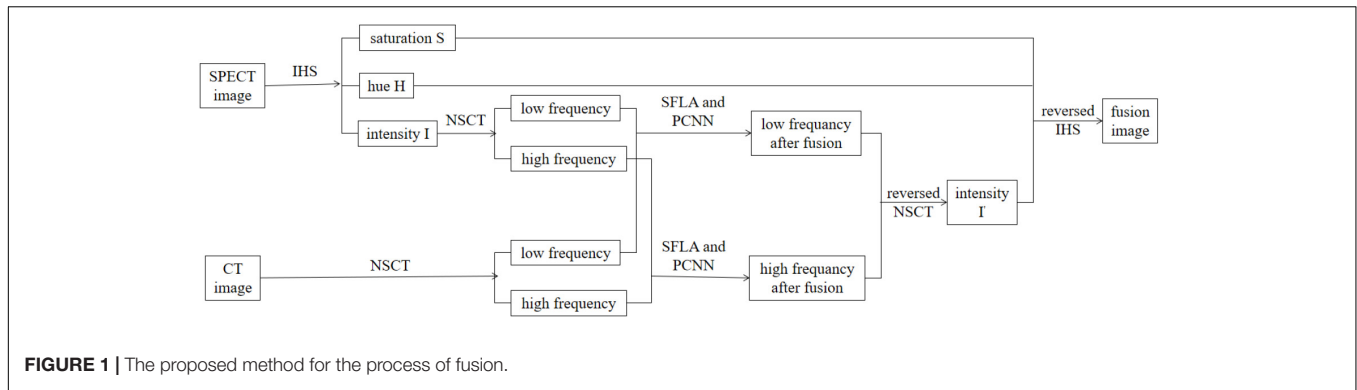 saturation S
SPECT
image
IHS
hue H
intensity I
NSCT
low frequency
high frequency
SFLA and
PCNN
low frequancy
after fusion
CT
image
NSCT
low frequency
high frequency
SFLA and
PCNN
high frequancy
after fusion
reversed
NSCT
intensity
I'
reversed
IHS
fusion
image
FIGURE 1 | The proposed method for the process of fusion.